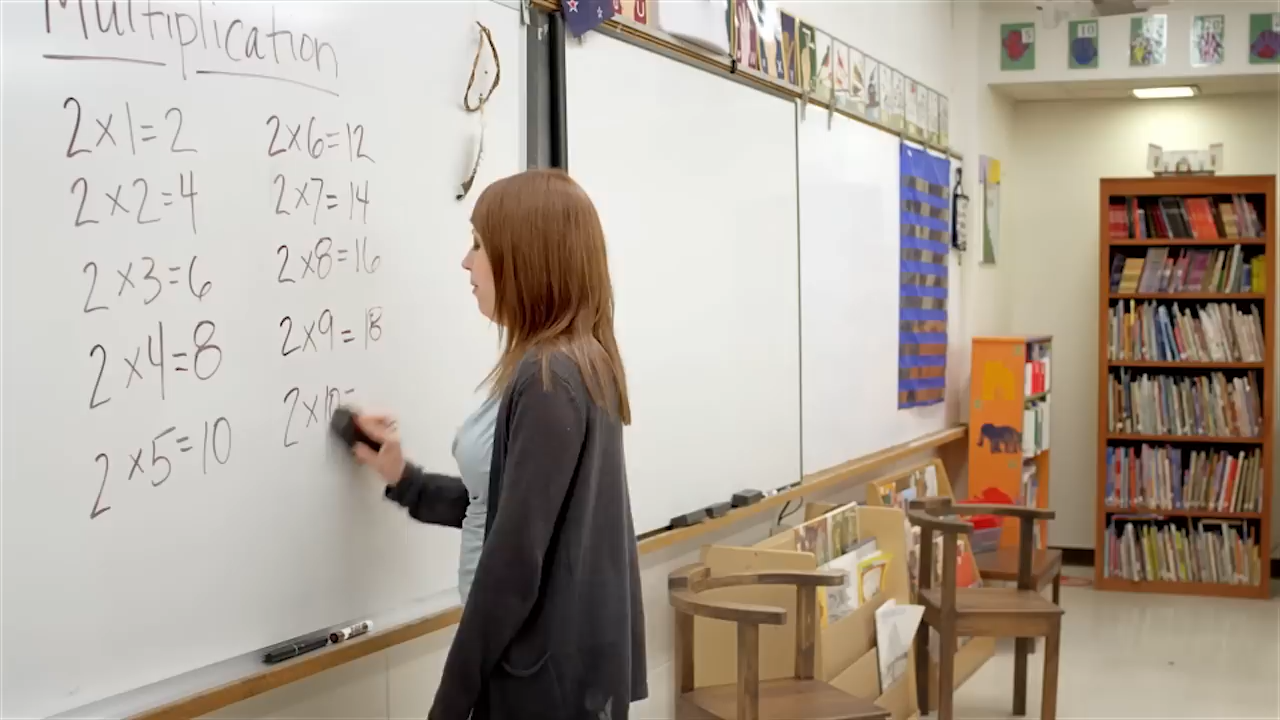 Multiplication
2x1=2
2x2=4
2x3=6
2x4=8
2x5=10
2x6=12
2x7=14
2x8=16
2x9=18
2x10=